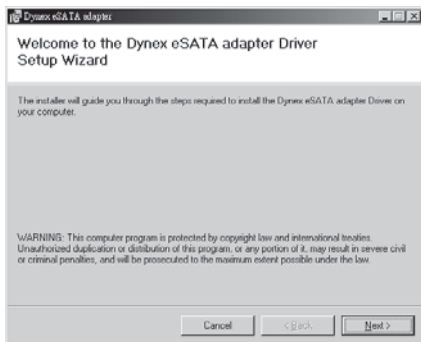 Dynex eSATA adapter
Welcome to the Dynex eSATA adapter Driver
Setup Wizard
The installer will guide you through the steps required to install the Dynex eSATA adapter Driver on
your computer.
WARNING: This computer program is protected by copyright law and international treaties.
Unauthorized duplication or distribution of this program, or any portion of it, may result in severe civil
or criminal penalties, and will be prosecuted to the maximum extent possible under the law.
Cancel < Back Next >